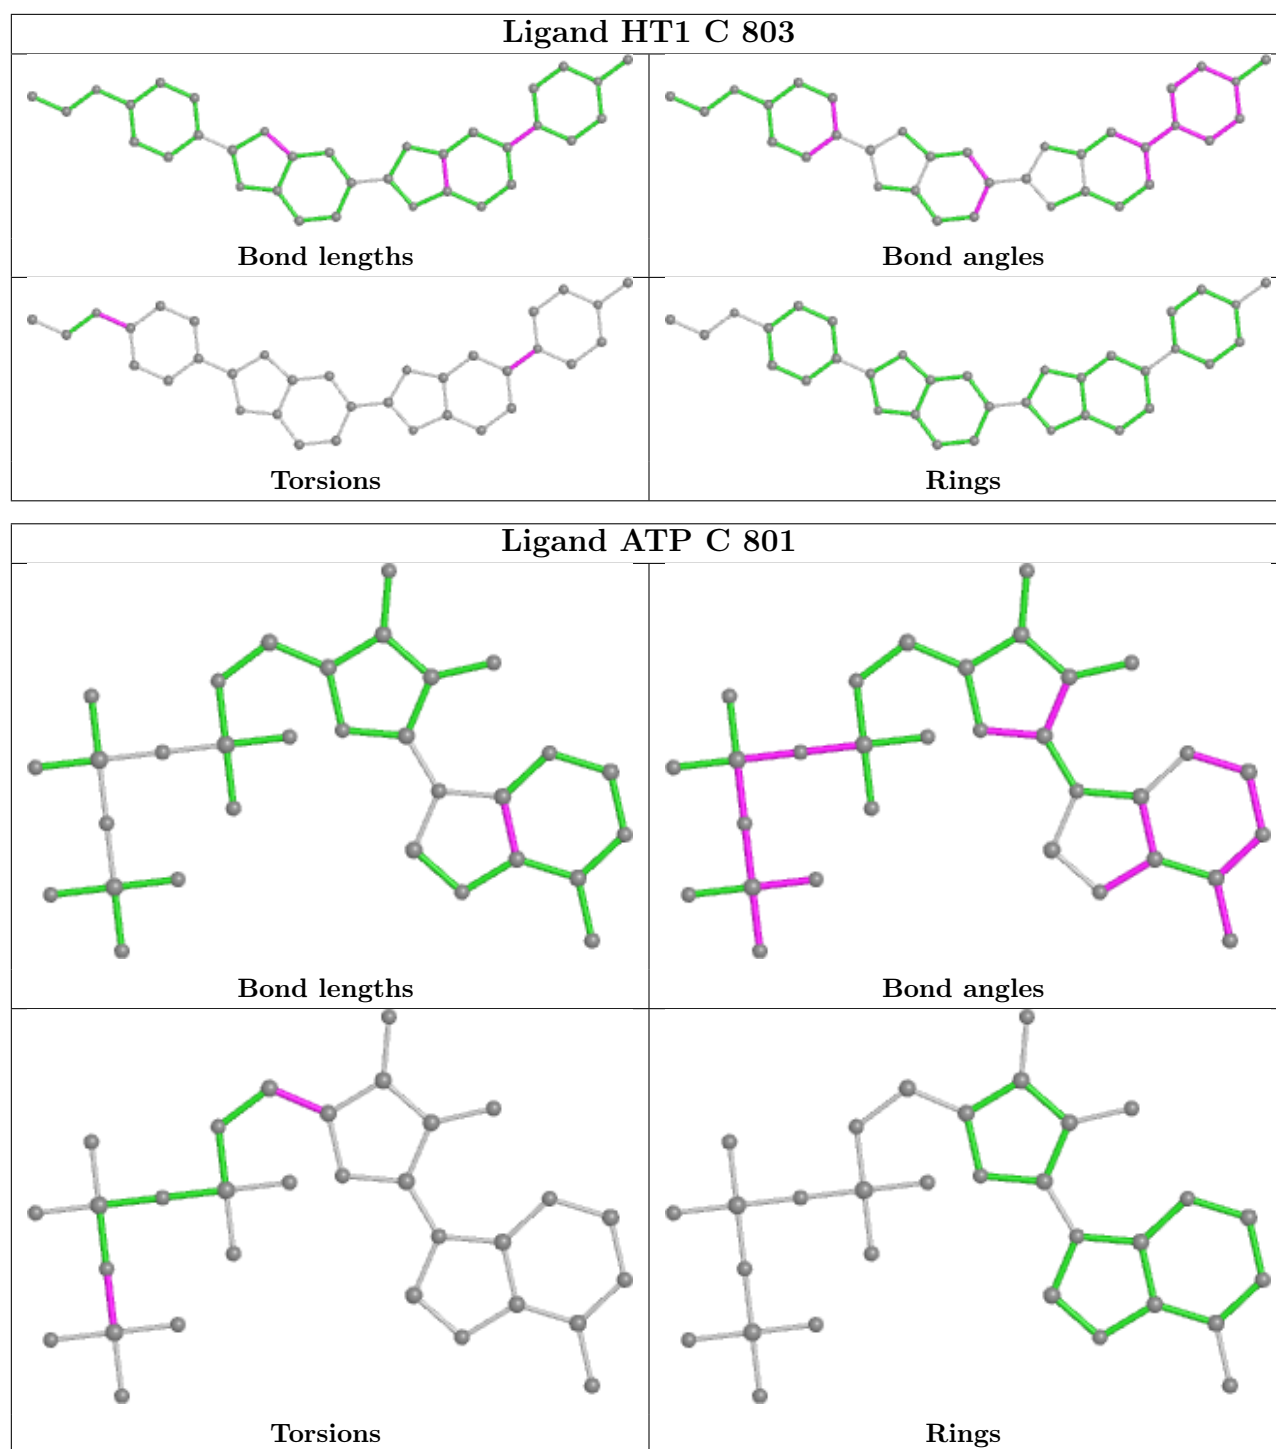 Ligand HT1 C 803
Bond lengths
Bond angles
Torsions
Rings
Ligand ATP C 801
Bond lengths
Bond angles
Torsions
Rings